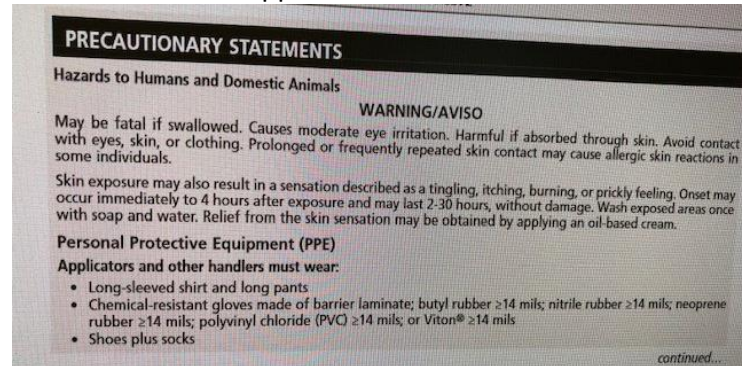 PRECAUTIONARY STATEMENTS
Hazards to Humans and Domestic Animals
WARNING/AVISO
May be fatal if swallowed. Causes moderate eye irritation. Harmful if absorbed through skin. Avoid contact
with eyes, skin, or clothing. Prolonged or frequently repeated skin contact may cause allergic skin reactions in
some individuals.
Skin exposure may also result in a sensation described as a tingling, itching, burning, or prickly feeling. Onset may
occur immediately to 4 hours after exposure and may last 2-30 hours, without damage. Wash exposed areas once
with soap and water. Relief from the skin sensation may be obtained by applying an oil-based cream.
Personal Protective Equipment (PPE)
Applicators and other handlers must wear:
• Long-sleeved shirt and long pants
• Chemical-resistant gloves made of barrier laminate; butyl rubber ≥14 mils; nitrile rubber ≥14 mils; neoprene
rubber ≥14 mils; polyvinyl chloride (PVC) ≥14 mils; or Viton® ≥14 mils
• Shoes plus socks
continued...